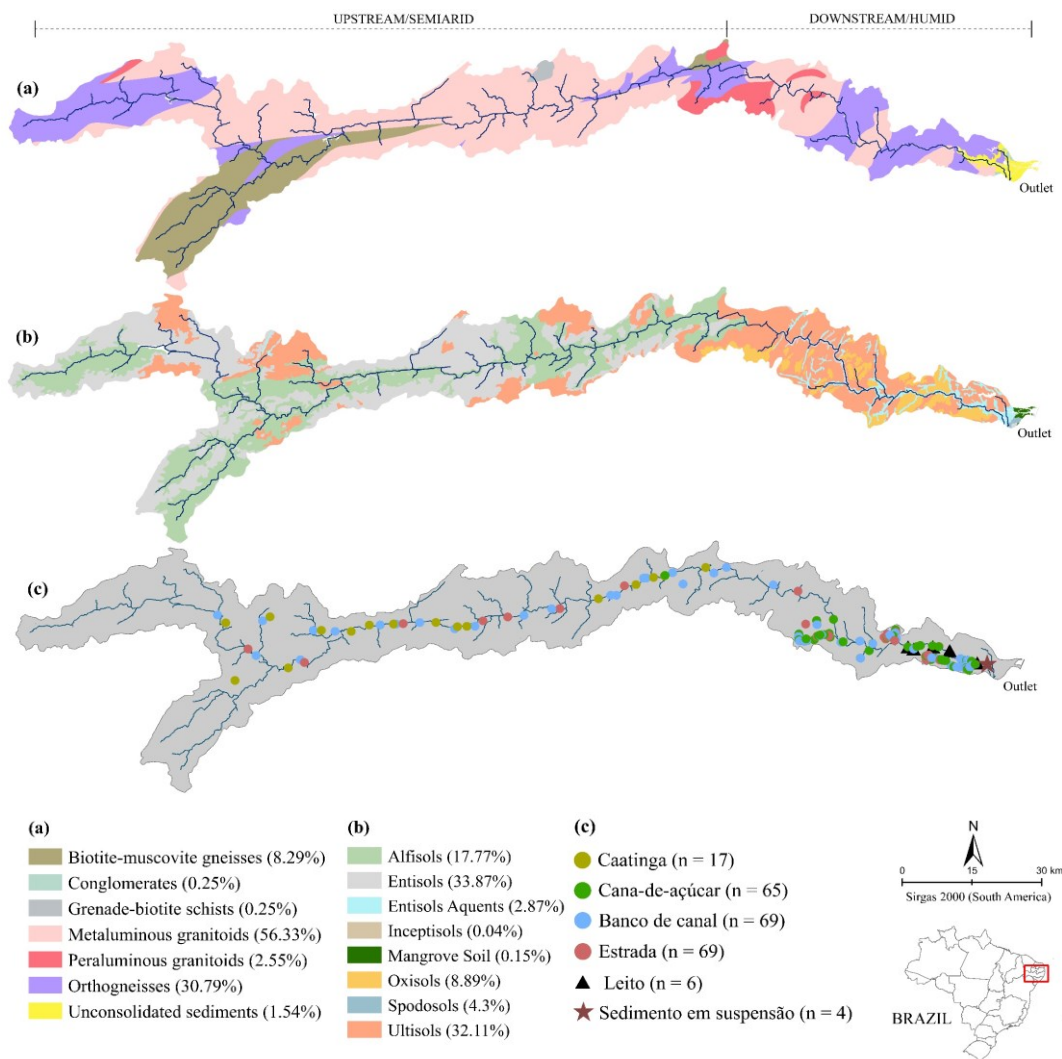 UPSTREAM/SEMIARID
DOWNSTREAM/HUMID
(a)
Outlet
(b)
Outlet
(c)
Outlet
(a)
Biotite-muscovite gneisses (8.29%)
Conglomerates (0.25%)
Grenade-biotite schists (0.25%)
Metaluminous granitoids (56.33%)
Peraluminous granitoids (2.55%)
Orthogneisses (30.79%)
Unconsolidated sediments (1.54%)
(b)
Alfisols (17.77%)
Entisols (33.87%)
Entisols Aquents (2.87%)
Inceptisols (0.04%)
Mangrove Soil (0.15%)
Oxisols (8.89%)
Spodosols (4.3%)
Ultisols (32.11%)
(c)
Caatinga (n = 17)
Cana-de-açúcar (n = 65)
Banco de canal (n = 69)
Estrada (n = 69)
Leito (n = 6)
Sedimento em suspensão (n = 4)
N
0 15 30 km
Sirgas 2000 (South America)
BRAZIL